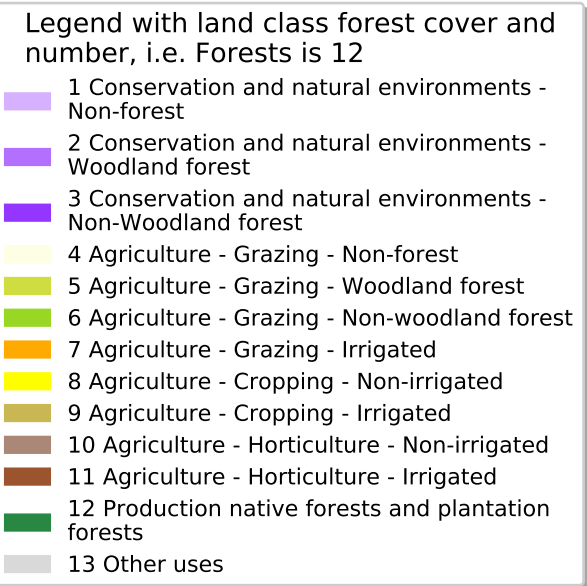 Legend with land class forest cover and
number, i.e. Forests is 12
1 Conservation and natural environments -
Non-forest
2 Conservation and natural environments -
Woodland forest
3 Conservation and natural environments -
Non-Woodland forest
4 Agriculture - Grazing - Non-forest
5 Agriculture - Grazing - Woodland forest
6 Agriculture - Grazing - Non-woodland forest
7 Agriculture - Grazing - Irrigated
8 Agriculture - Cropping - Non-irrigated
9 Agriculture - Cropping - Irrigated
10 Agriculture - Horticulture - Non-irrigated
11 Agriculture - Horticulture - Irrigated
12 Production native forests and plantation
forests
13 Other uses